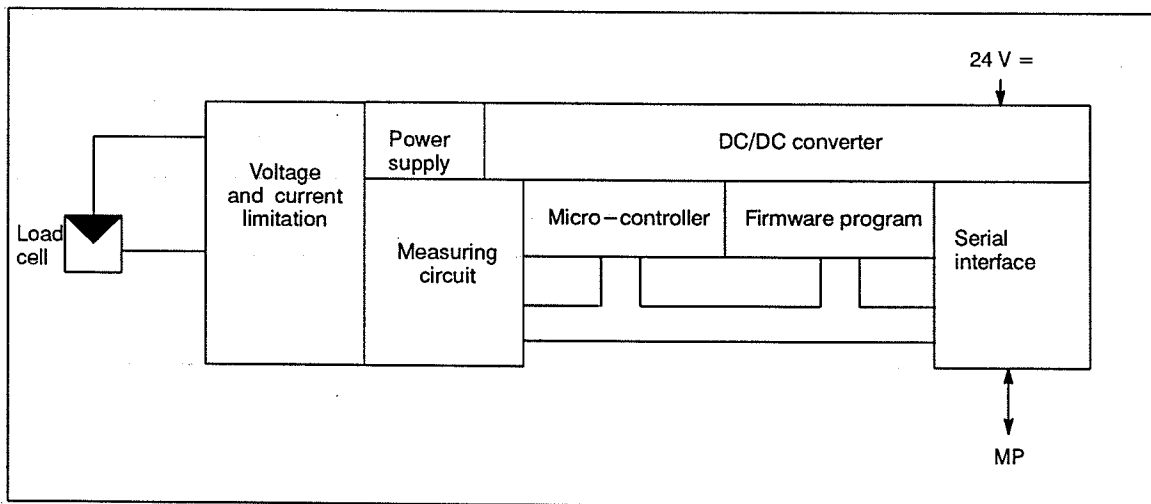 24 V =
Power
supply
DC/DC converter
Voltage
and current
limitation
Micro-controller
Firmware program
Load
cell
Measuring
circuit
Serial
interface
MP